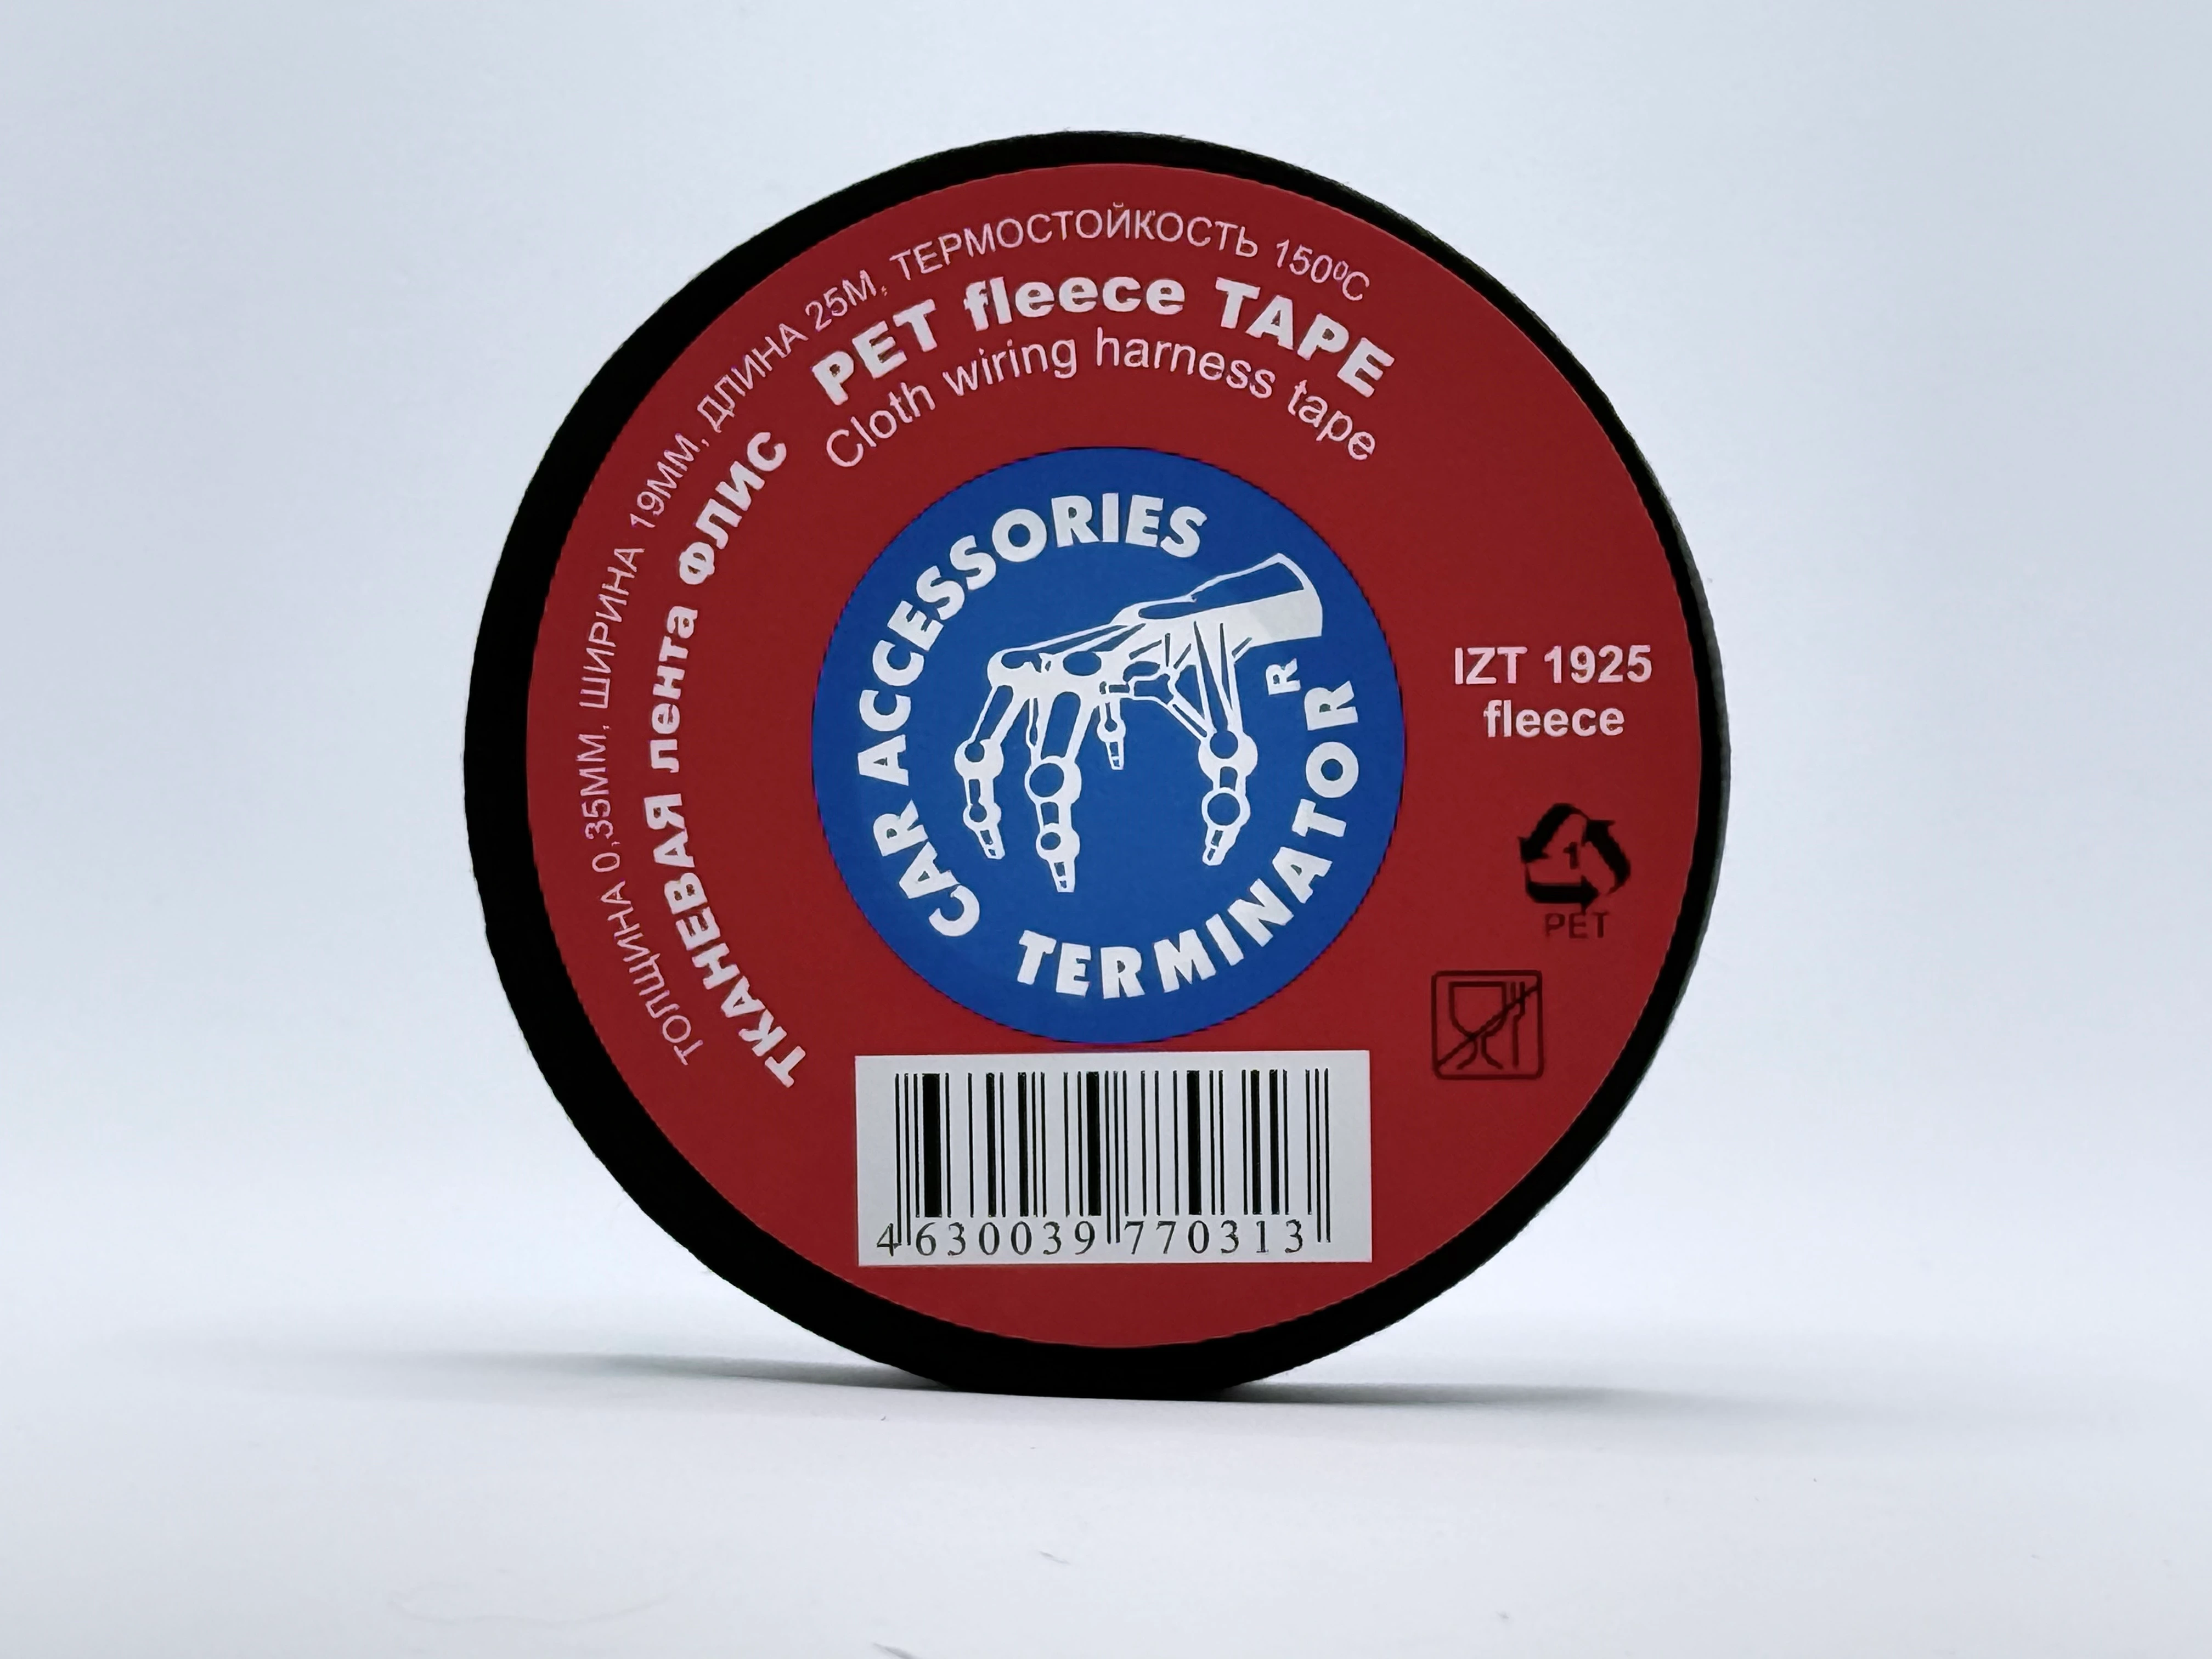 ТОЛЩИНА 0,35ММ, ШИРИНА 19ММ, ДЛИНА 25М, ТЕРМОСТОЙКОСТЬ 150⁰С
ТКАНЕВАЯ лента ФЛИС
PET fleece TAPE
Cloth wiring harness tape
CAR ACCESSORIES
TERMINATOR R
IZT 1925
fleece
1
PET
4 630039 770313